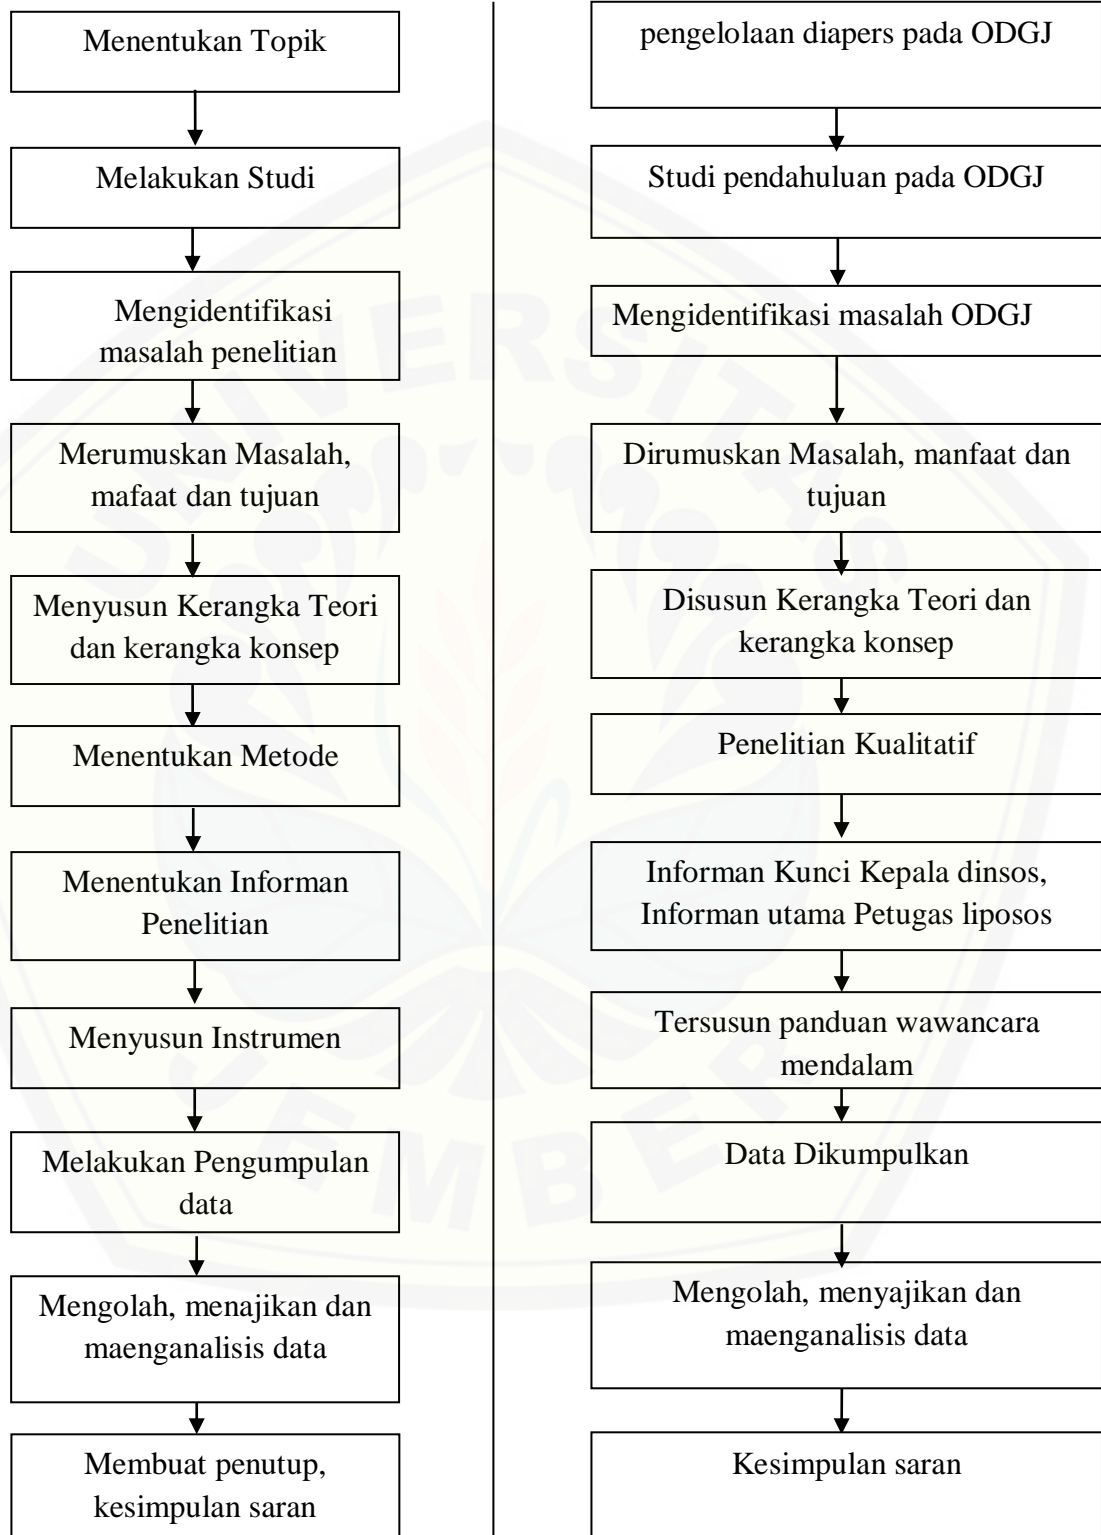 Menentukan Topik
Melakukan Studi
Mengidentifikasi
masalah penelitian
Merumuskan Masalah,
mafaat dan tujuan
Menyusun Kerangka Teori
dan kerangka konsep
Menentukan Metode
Menentukan Informan
Penelitian
Menyusun Instrumen
Melakukan Pengumpulan
data
Mengolah, menajikan dan
maenganalisis data
Membuat penutup,
kesimpulan saran
pengelolaan diapers pada ODGJ
Studi pendahuluan pada ODGJ
Mengidentifikasi masalah ODGJ
Dirumuskan Masalah, manfaat dan
tujuan
Disusun Kerangka Teori dan
kerangka konsep
Penelitian Kualitatif
Informan Kunci Kepala dinsos,
Informan utama Petugas liposos
Tersusun panduan wawancara
mendalam
Data Dikumpulkan
Mengolah, menyajikan dan
maenganalisis data
Kesimpulan saran
UNIVERSITAS
JEMBER